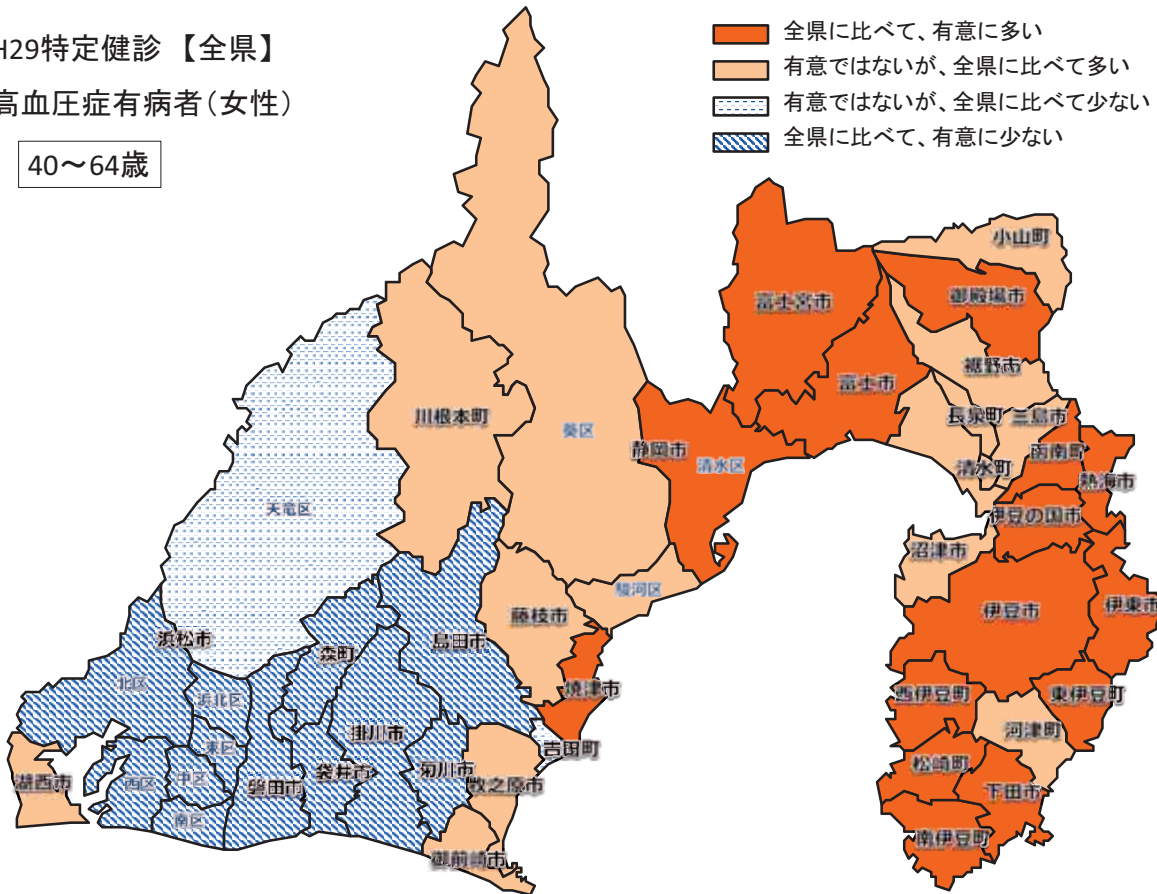 H29特定健診 【全県】
高血圧症有病者(女性)
40～64歳
全県に比べて、有意に多い
有意ではないが、全県に比べて多い
有意ではないが、全県に比べて少ない
全県に比べて、有意に少ない
小山町
御殿場市
富士宮市
裾野市
富士市
長泉町
三島市
川根本町
葵区
静岡市
清水区
函南町
清水町
熱海市
天竜区
伊豆の国市
沼津市
駿河区
藤枝市
伊豆市
伊東市
浜松市
島田市
森町
北区
焼津市
西伊豆町
東伊豆町
浜北区
掛川市
河津町
東区
吉田町
湖西市
西区
中区
磐田市
袋井市
菊川市
牧之原市
松崎町
下田市
南区
南伊豆町
御前崎市